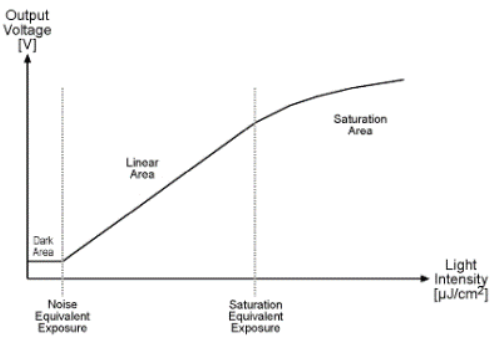 Output
Voltage
[V]
Saturation
Area
Linear
Area
Dark
Area
Light
Intensity
[µJ/cm²]
Noise
Equivalent
Exposure
Saturation
Equivalent
Exposure